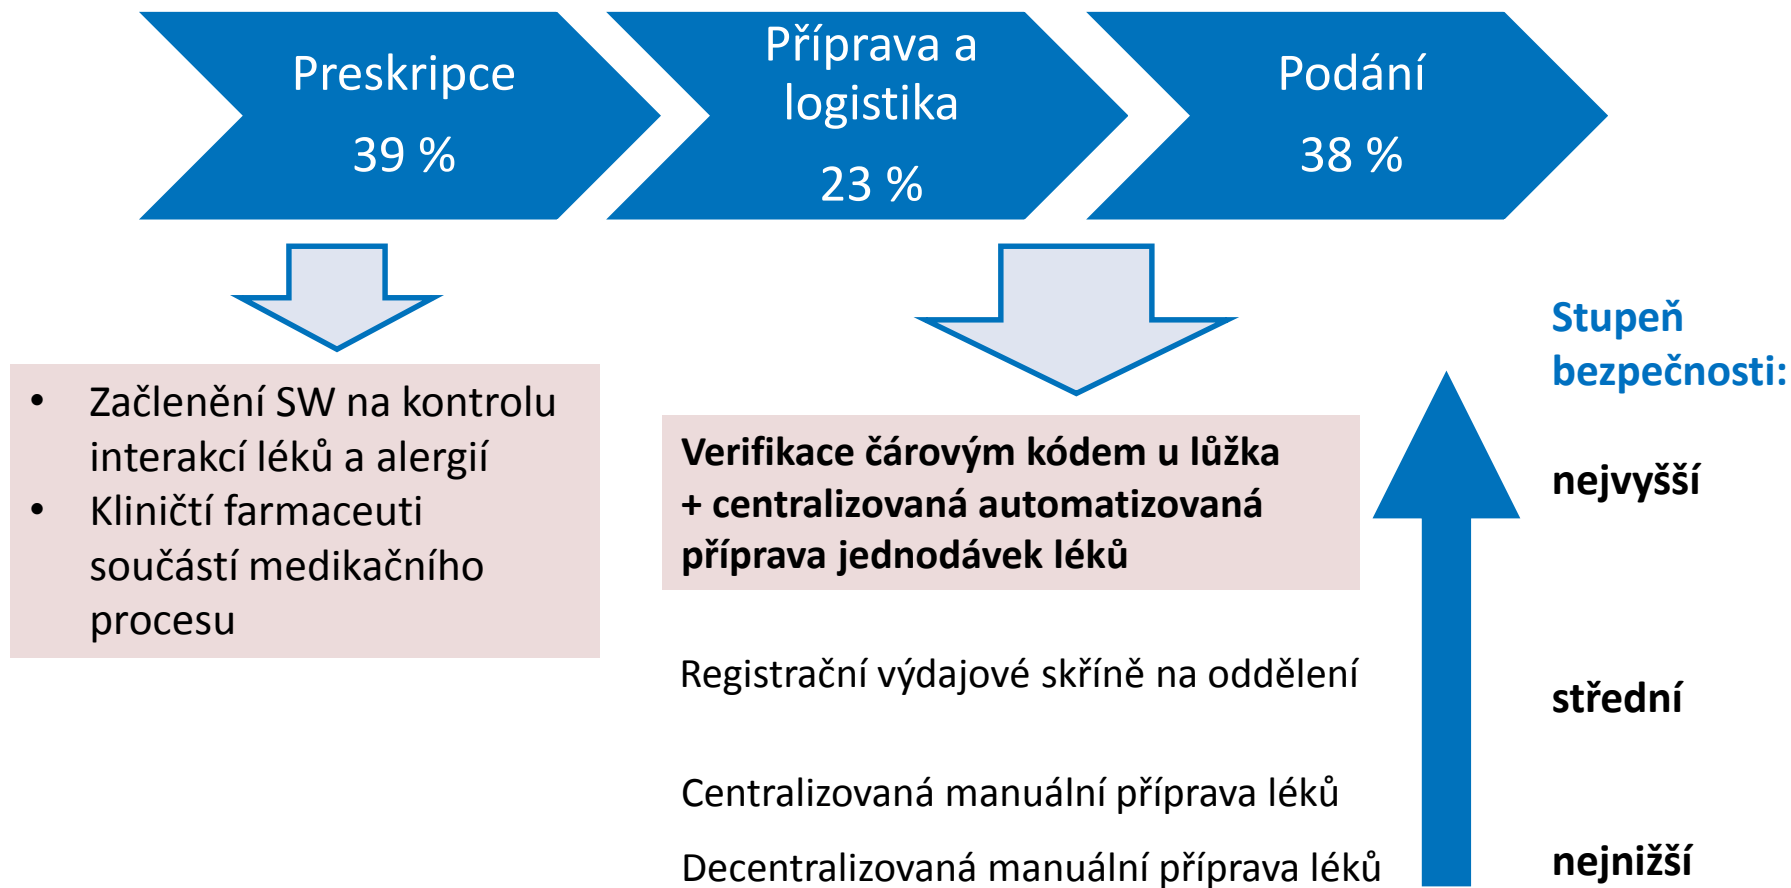 Preskripce
39 %
Příprava a
logistika
23 %
Podání
38 %
• Začlenění SW na kontrolu
interakcí léků a alergií
• Kliničtí farmaceuti
součástí medikačního
procesu
Verifikace čárovým kódem u lůžka
+ centralizovaná automatizovaná
příprava jednodávek léků
Registrační výdajové skříně na oddělení
Centralizovaná manuální příprava léků
Decentralizovaná manuální příprava léků
Stupeň
bezpečnosti:
nejvyšší
střední
nejnižší